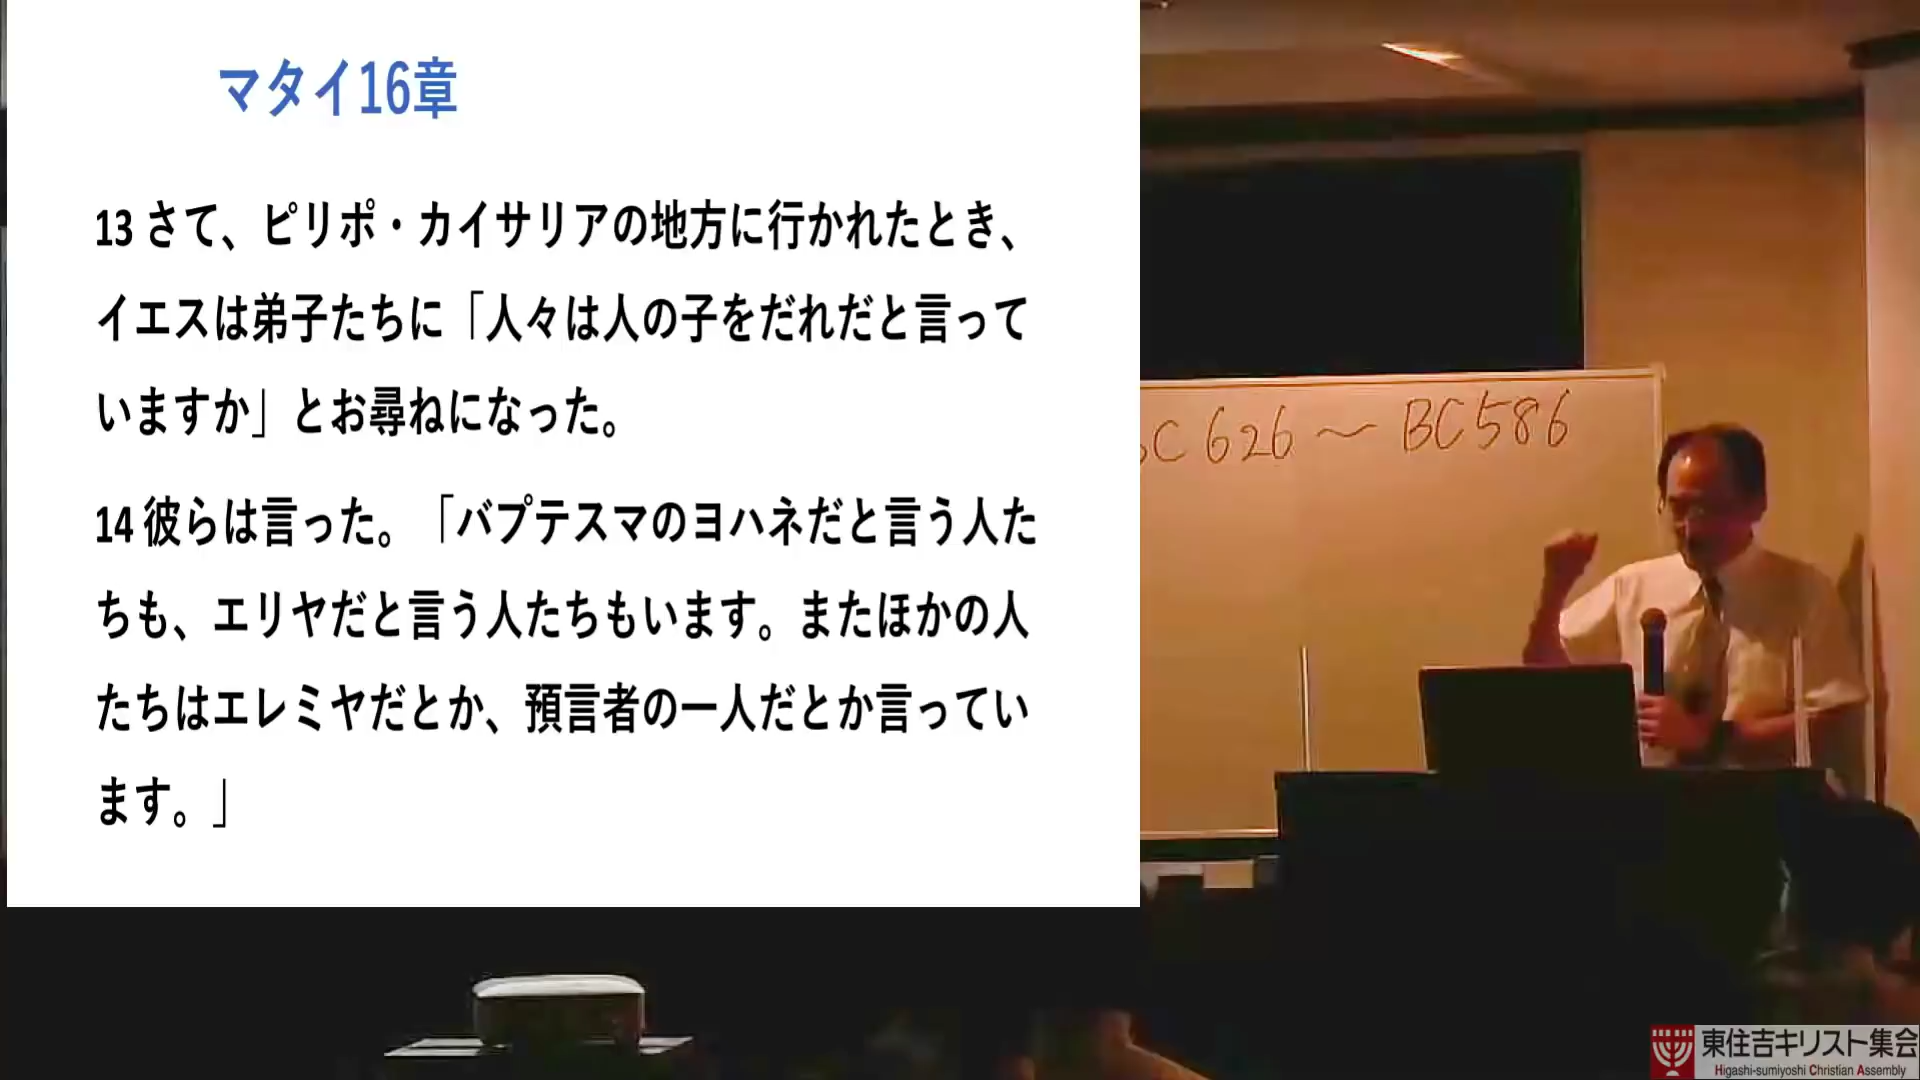 マタイ16章
13 さて、ピリポ・カイサリアの地方に行かれたとき、
イエスは弟子たちに「人々は人の子をだれだと言って
いますか」とお尋ねになった。
14 彼らは言った。「バプテスマのヨハネだと言う人た
ちも、エリヤだと言う人たちもいます。またほかの人
たちはエレミヤだとか、預言者の一人だとか言ってい
ます。」
C 626 ～ BC 586
東住吉キリスト集会
Higashi-sumiyoshi Christian Assembly